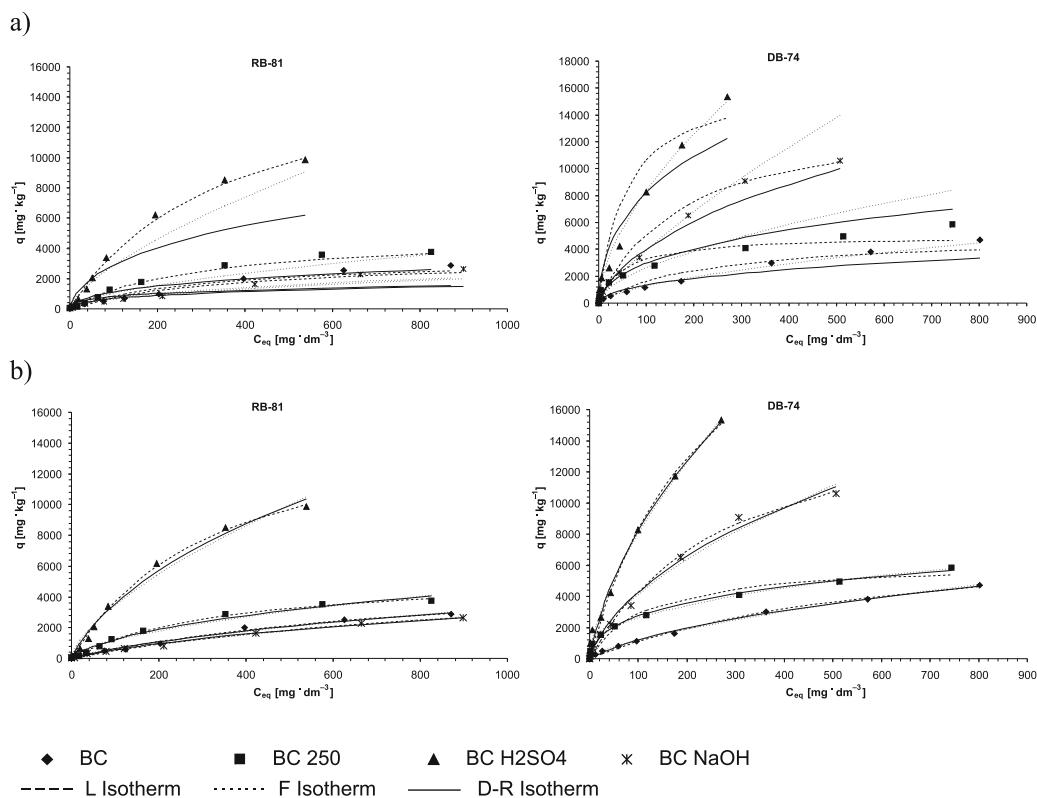 a)
RB-81
16000
14000
12000
10000
8000
6000
4000
2000
0
q [mg·kg⁻¹]
0 200 400 600 800 1000
Ceq [mg·dm⁻³]
DB-74
18000
16000
14000
12000
10000
8000
6000
4000
2000
0
q [mg·kg⁻¹]
0 100 200 300 400 500 600 700 800 900
Ceq [mg·dm⁻³]
b)
RB-81
16000
14000
12000
10000
8000
6000
4000
2000
0
q [mg·kg⁻¹]
0 200 400 600 800 1000
Ceq [mg·dm⁻³]
DB-74
16000
14000
12000
10000
8000
6000
4000
2000
0
q [mg·kg⁻¹]
0 100 200 300 400 500 600 700 800 900
Ceq [mg·dm⁻³]
BC BC 250 BC H2SO4 BC NaOH
L Isotherm F Isotherm D-R Isotherm